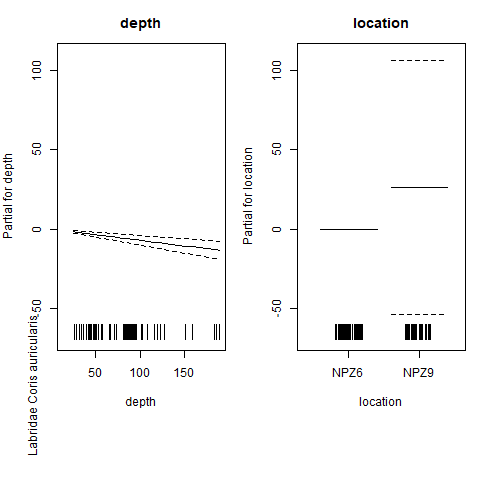 depth
location
Partial for depth
100
50
0
-50
50
100
150
depth
Labridae Coris auricularis
Partial for location
100
50
0
-50
NPZ6
NPZ9
location